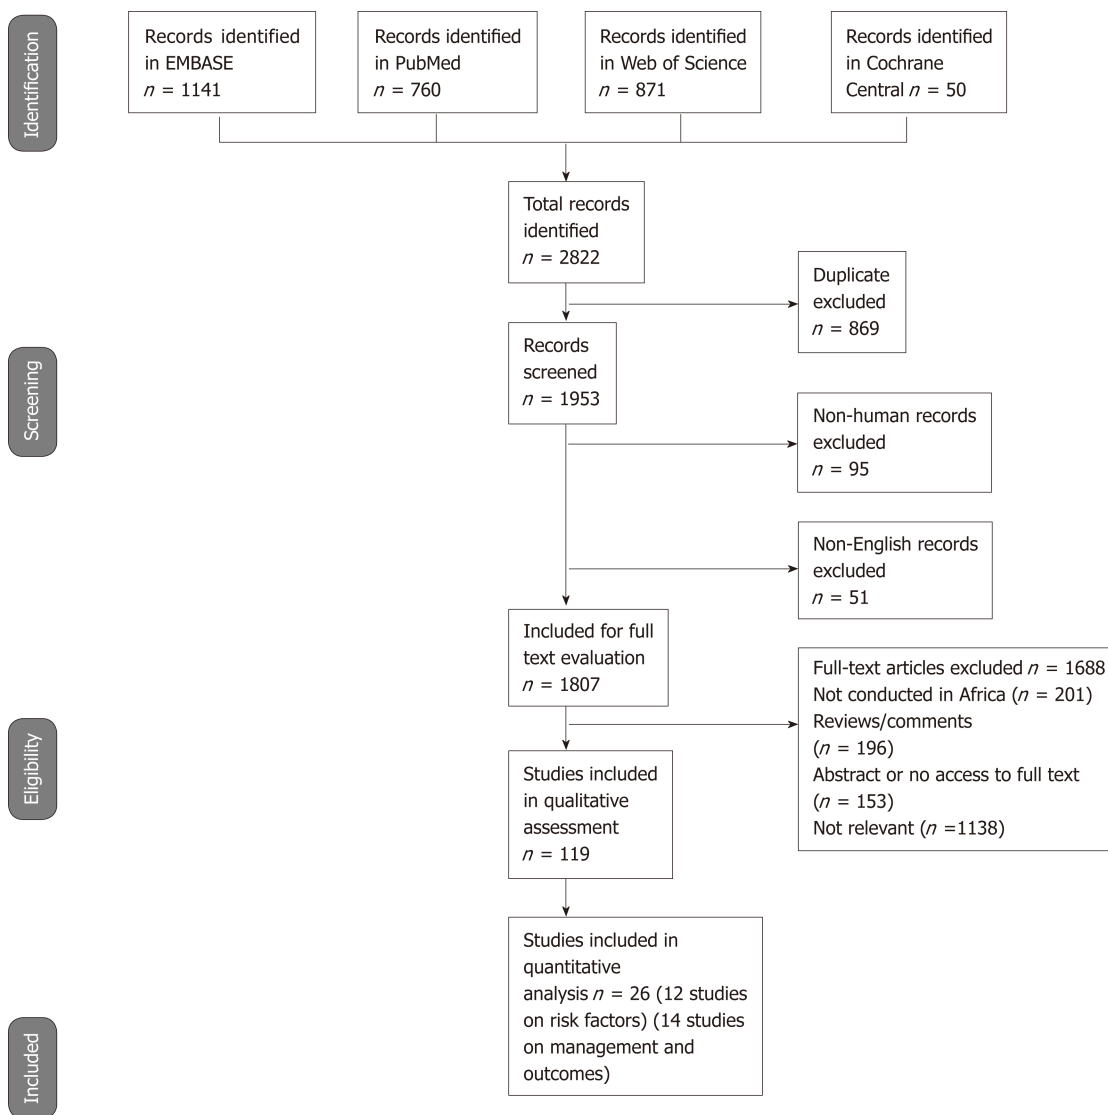 Identification
Records identified
in EMBASE
n = 1141
Records identified
in PubMed
n = 760
Records identified
in Web of Science
n = 871
Records identified
in Cochrane
Central n = 50
Total records
identified
n = 2822
Duplicate
excluded
n = 869
Screening
Records
screened
n = 1953
Non-human records
excluded
n = 95
Non-English records
excluded
n = 51
Included for full
text evaluation
n = 1807
Full-text articles excluded n = 1688
Not conducted in Africa (n = 201)
Reviews/comments
(n = 196)
Abstract or no access to full text
(n = 153)
Not relevant (n =1138)
Eligibility
Studies included
in qualitative
assessment
n = 119
Studies included in
quantitative
analysis n = 26 (12 studies
on risk factors) (14 studies
on management and
outcomes)
Included